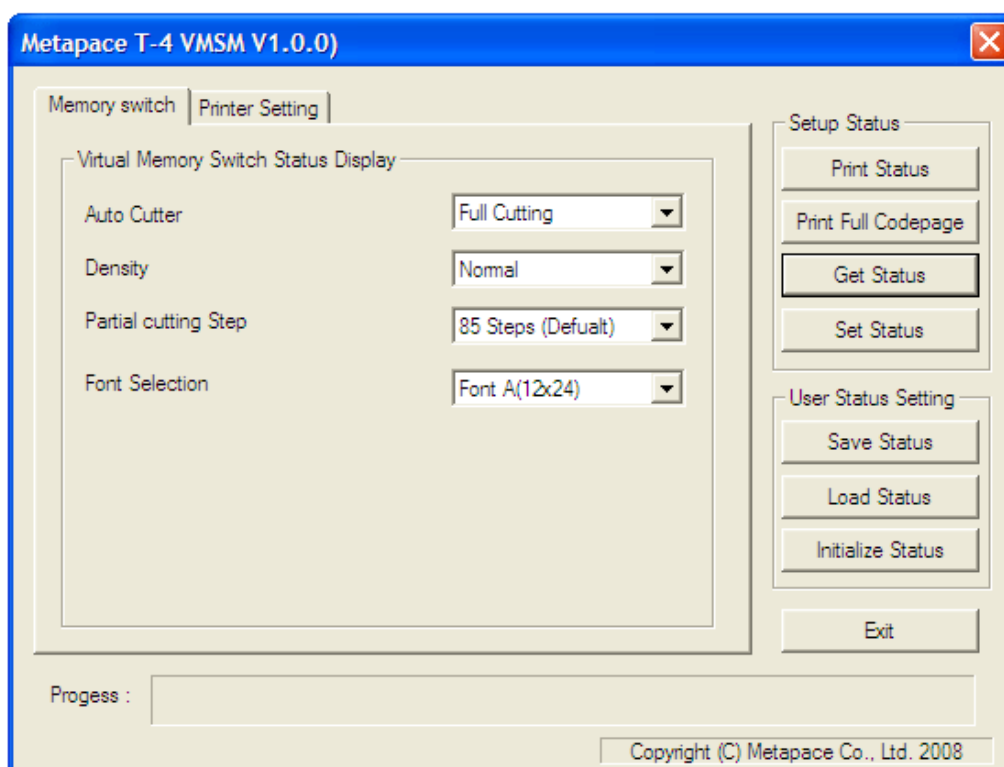 Metapace T-4 VMSM V1.0.0)
Memory switch
Printer Setting
Virtual Memory Switch Status Display
Auto Cutter
Full Cutting
Density
Normal
Partial cutting Step
85 Steps (Defualt)
Font Selection
Font A(12x24)
Setup Status
Print Status
Print Full Codepage
Get Status
Set Status
User Status Setting
Save Status
Load Status
Initialize Status
Exit
Progess :
Copyright (C) Metapace Co., Ltd. 2008